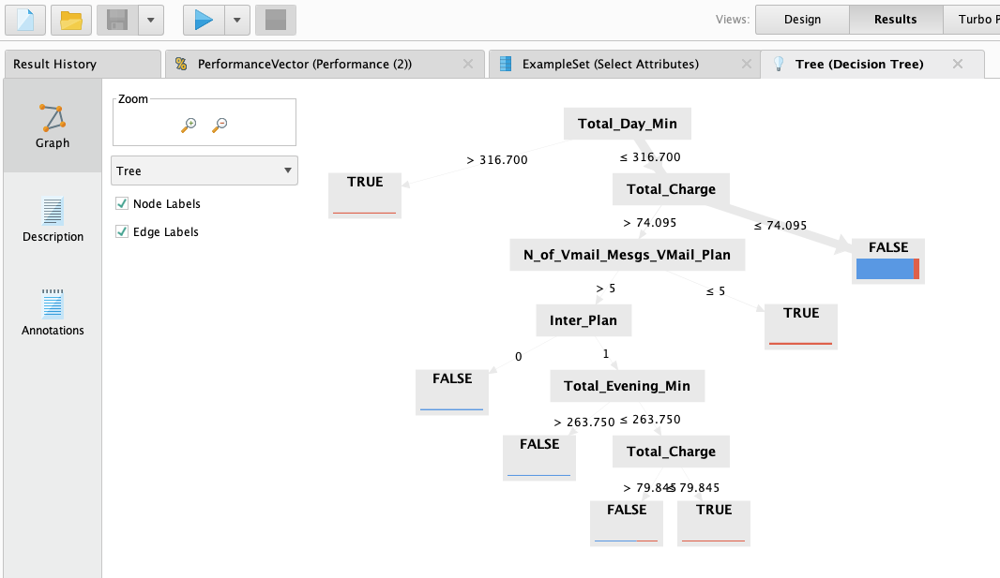 Views:
Design
Results
Turbo P
Result History
PerformanceVector (Performance (2))
ExampleSet (Select Attributes)
Tree (Decision Tree)
Zoom
Graph
Tree
Node Labels
Edge Labels
Description
Annotations
Total_Day_Min
> 316.700
≤ 316.700
TRUE
Total_Charge
> 74.095
≤ 74.095
N_of_Vmail_Mesgs_VMail_Plan
FALSE
> 5
≤ 5
Inter_Plan
TRUE
0
1
FALSE
Total_Evening_Min
> 263.750
≤ 263.750
FALSE
Total_Charge
> 79.845
≤ 79.845
FALSE
TRUE